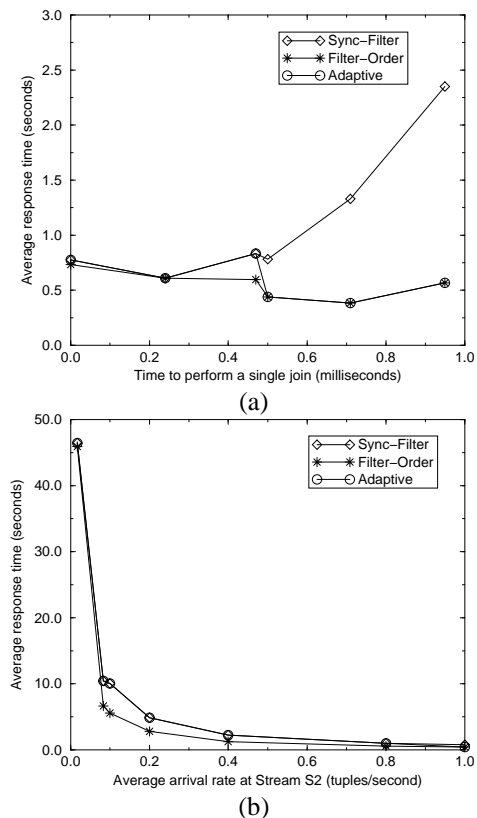 3.0
2.5
2.0
1.5
1.0
0.5
0.0
Average response time (seconds)
Sync−Filter
Filter−Order
Adaptive
0.0 0.2 0.4 0.6 0.8 1.0
Time to perform a single join (milliseconds)
(a)
50.0
40.0
30.0
20.0
10.0
0.0
Average response time (seconds)
Sync−Filter
Filter−Order
Adaptive
0.0 0.2 0.4 0.6 0.8 1.0
Average arrival rate at Stream S2 (tuples/second)
(b)